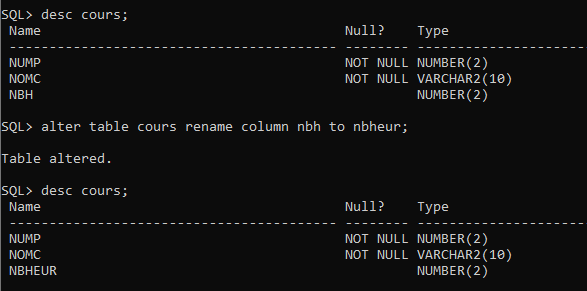 SQL> desc cours;
 Name                                      Null?    Type
 ----------------------------------------- -------- ---------------------
 NUMP                                      NOT NULL NUMBER(2)
 NOMC                                      NOT NULL VARCHAR2(10)
 NBH                                                NUMBER(2)
SQL> alter table cours rename column nbh to nbheur;
Table altered.
SQL> desc cours;
 Name                                      Null?    Type
 ----------------------------------------- -------- ---------------------
 NUMP                                      NOT NULL NUMBER(2)
 NOMC                                      NOT NULL VARCHAR2(10)
 NBHEUR                                             NUMBER(2)